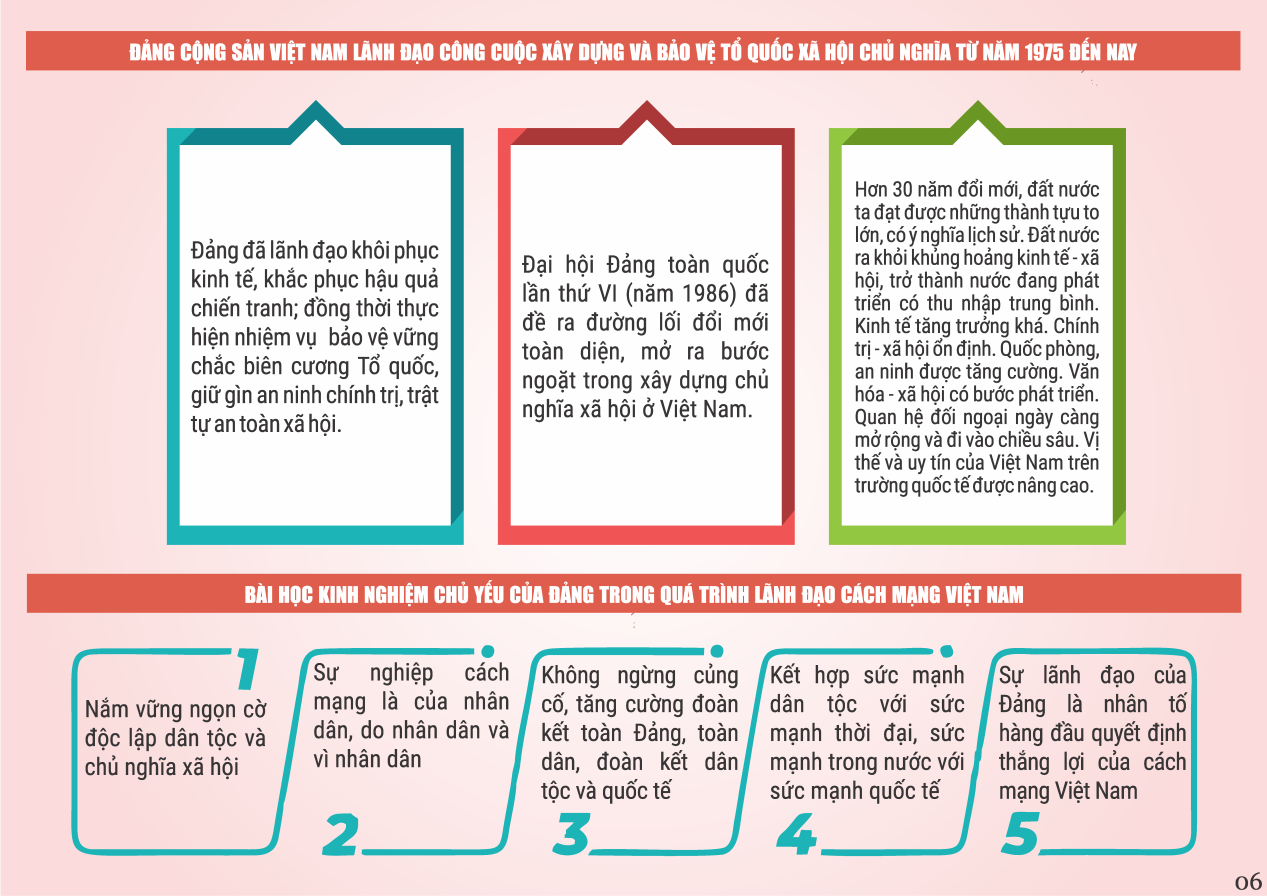 ĐẢNG CỘNG SẢN VIỆT NAM LÃNH ĐẠO CÔNG CUỘC XÂY DỰNG VÀ BẢO VỆ TỔ QUỐC XÃ HỘI CHỦ NGHĨA TỪ NĂM 1975 ĐẾN NAY
Đảng đã lãnh đạo khôi phục
kinh tế, khắc phục hậu quả
chiến tranh; đồng thời thực
hiện nhiệm vụ bảo vệ vững
chắc biên cương Tổ quốc,
giữ gìn an ninh chính trị, trật
tự an toàn xã hội.
Đại hội Đảng toàn quốc
lần thứ VI (năm 1986) đã
đề ra đường lối đổi mới
toàn diện, mở ra bước
ngoặt trong xây dựng chủ
nghĩa xã hội ở Việt Nam.
Hơn 30 năm đổi mới, đất nước
ta đạt được những thành tựu to
lớn, có ý nghĩa lịch sử. Đất nước
ra khỏi khủng hoảng kinh tế - xã
hội, trở thành nước đang phát
triển có thu nhập trung bình.
Kinh tế tăng trưởng khá. Chính
trị - xã hội ổn định. Quốc phòng,
an ninh được tăng cường. Văn
hóa - xã hội có bước phát triển.
Quan hệ đối ngoại ngày càng
mở rộng và đi vào chiều sâu. Vị
thế và uy tín của Việt Nam trên
trường quốc tế được nâng cao.
BÀI HỌC KINH NGHIỆM CHỦ YẾU CỦA ĐẢNG TRONG QUÁ TRÌNH LÃNH ĐẠO CÁCH MẠNG VIỆT NAM
1
Nắm vững ngọn cờ
độc lập dân tộc và
chủ nghĩa xã hội
Sự nghiệp cách
mạng là của nhân
dân, do nhân dân và
vì nhân dân
2
Không ngừng củng
cố, tăng cường đoàn
kết toàn Đảng, toàn
dân, đoàn kết dân
tộc và quốc tế
3
Kết hợp sức mạnh
dân tộc với sức
mạnh thời đại, sức
mạnh trong nước với
sức mạnh quốc tế
4
Sự lãnh đạo của
Đảng là nhân tố
hàng đầu quyết định
thắng lợi của cách
mạng Việt Nam
5
06